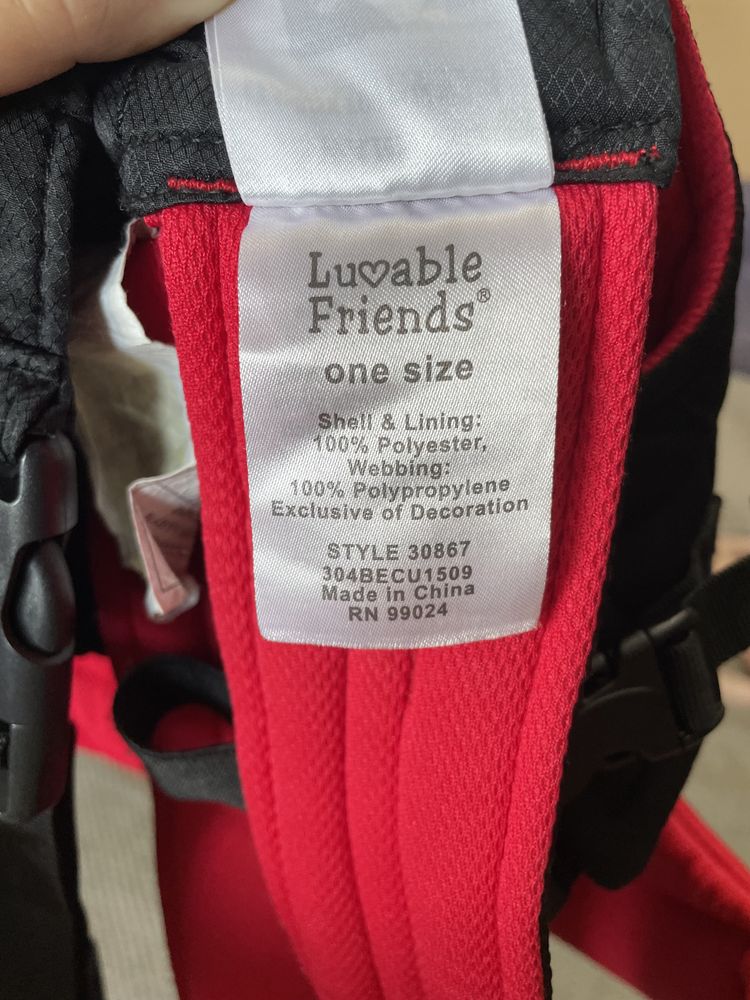 Luvable
Friends®
one size
Shell & Lining:
100% Polyester,
Webbing:
100% Polypropylene
Exclusive of Decoration
STYLE 30867
304BECU1509
Made in China
RN 99024